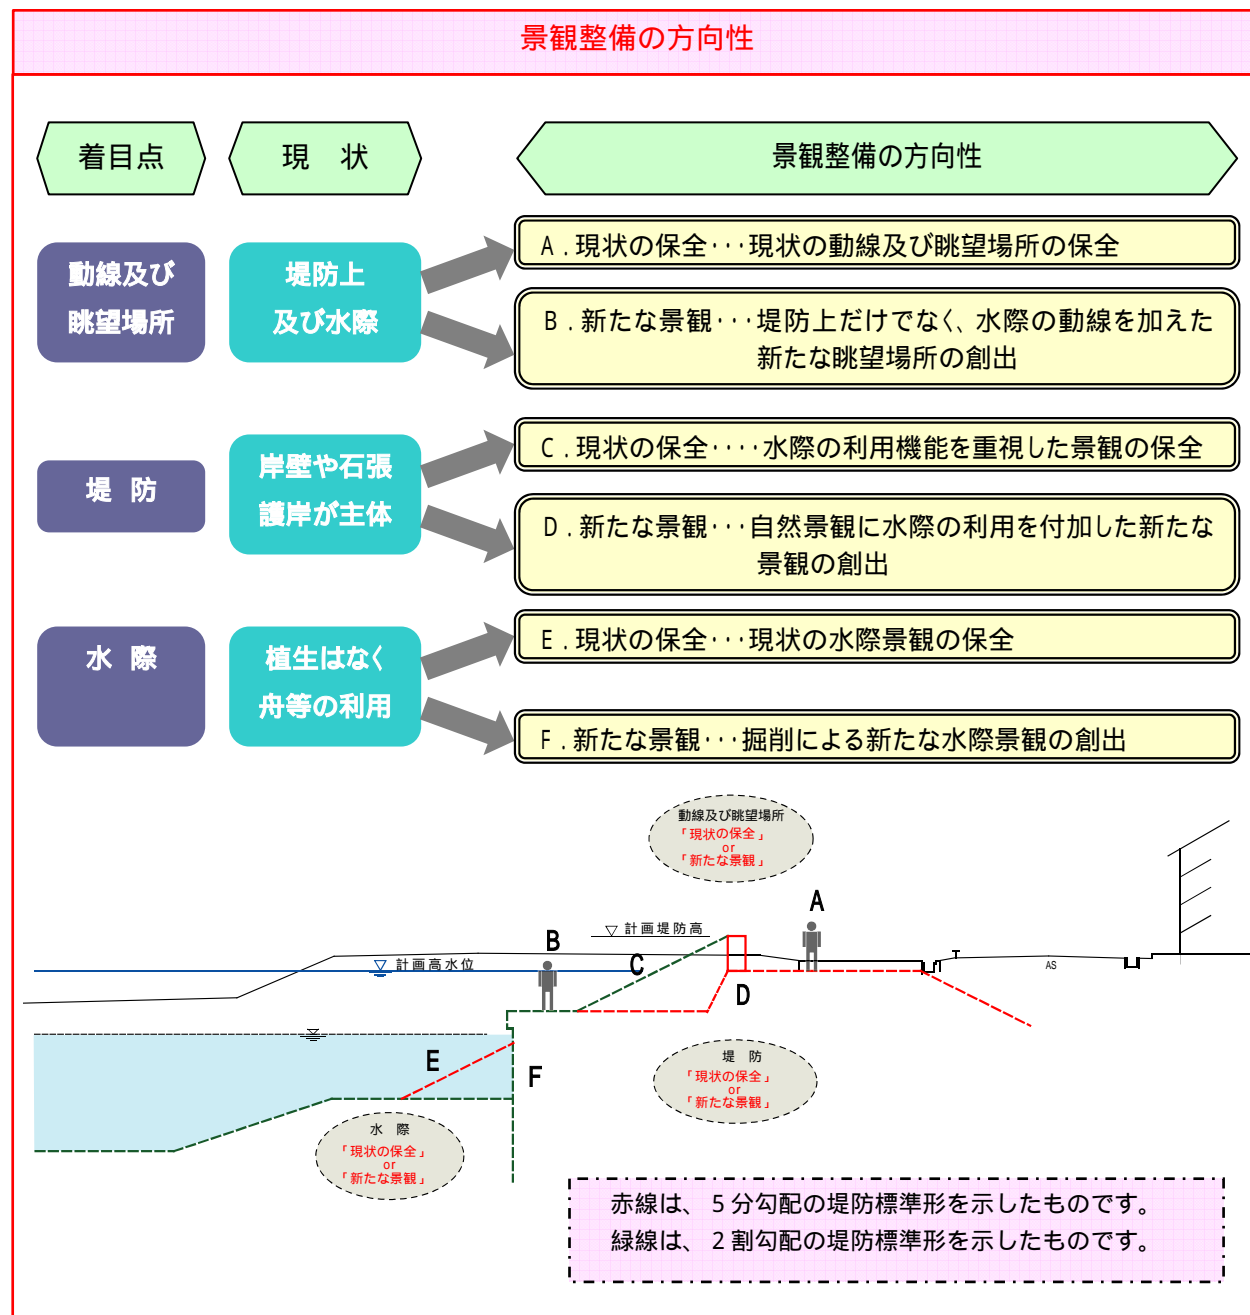 景観整備の方向性
着目点
現　状
景観整備の方向性
動線及び
眺望場所
堤防上
及び水際
A．現状の保全･･･現状の動線及び眺望場所の保全
B．新たな景観･･･堤防上だけでなく、水際の動線を加えた
新たな眺望場所の創出
堤 防
岸壁や石張
護岸が主体
C．現状の保全････水際の利用機能を重視した景観の保全
D．新たな景観･･･自然景観に水際の利用を付加した新たな
景観の創出
水 際
植生はなく
舟等の利用
E．現状の保全･･･現状の水際景観の保全
F．新たな景観･･･掘削による新たな水際景観の創出
動線及び眺望場所
「現状の保全」
or
「新たな景観」
A
計画堤防高
B
計画高水位
C
AS
D
E
F
堤　防
「現状の保全」
or
「新たな景観」
水　際
「現状の保全」
or
「新たな景観」
赤線は、5分勾配の堤防標準形を示したものです。
緑線は、2割勾配の堤防標準形を示したものです。